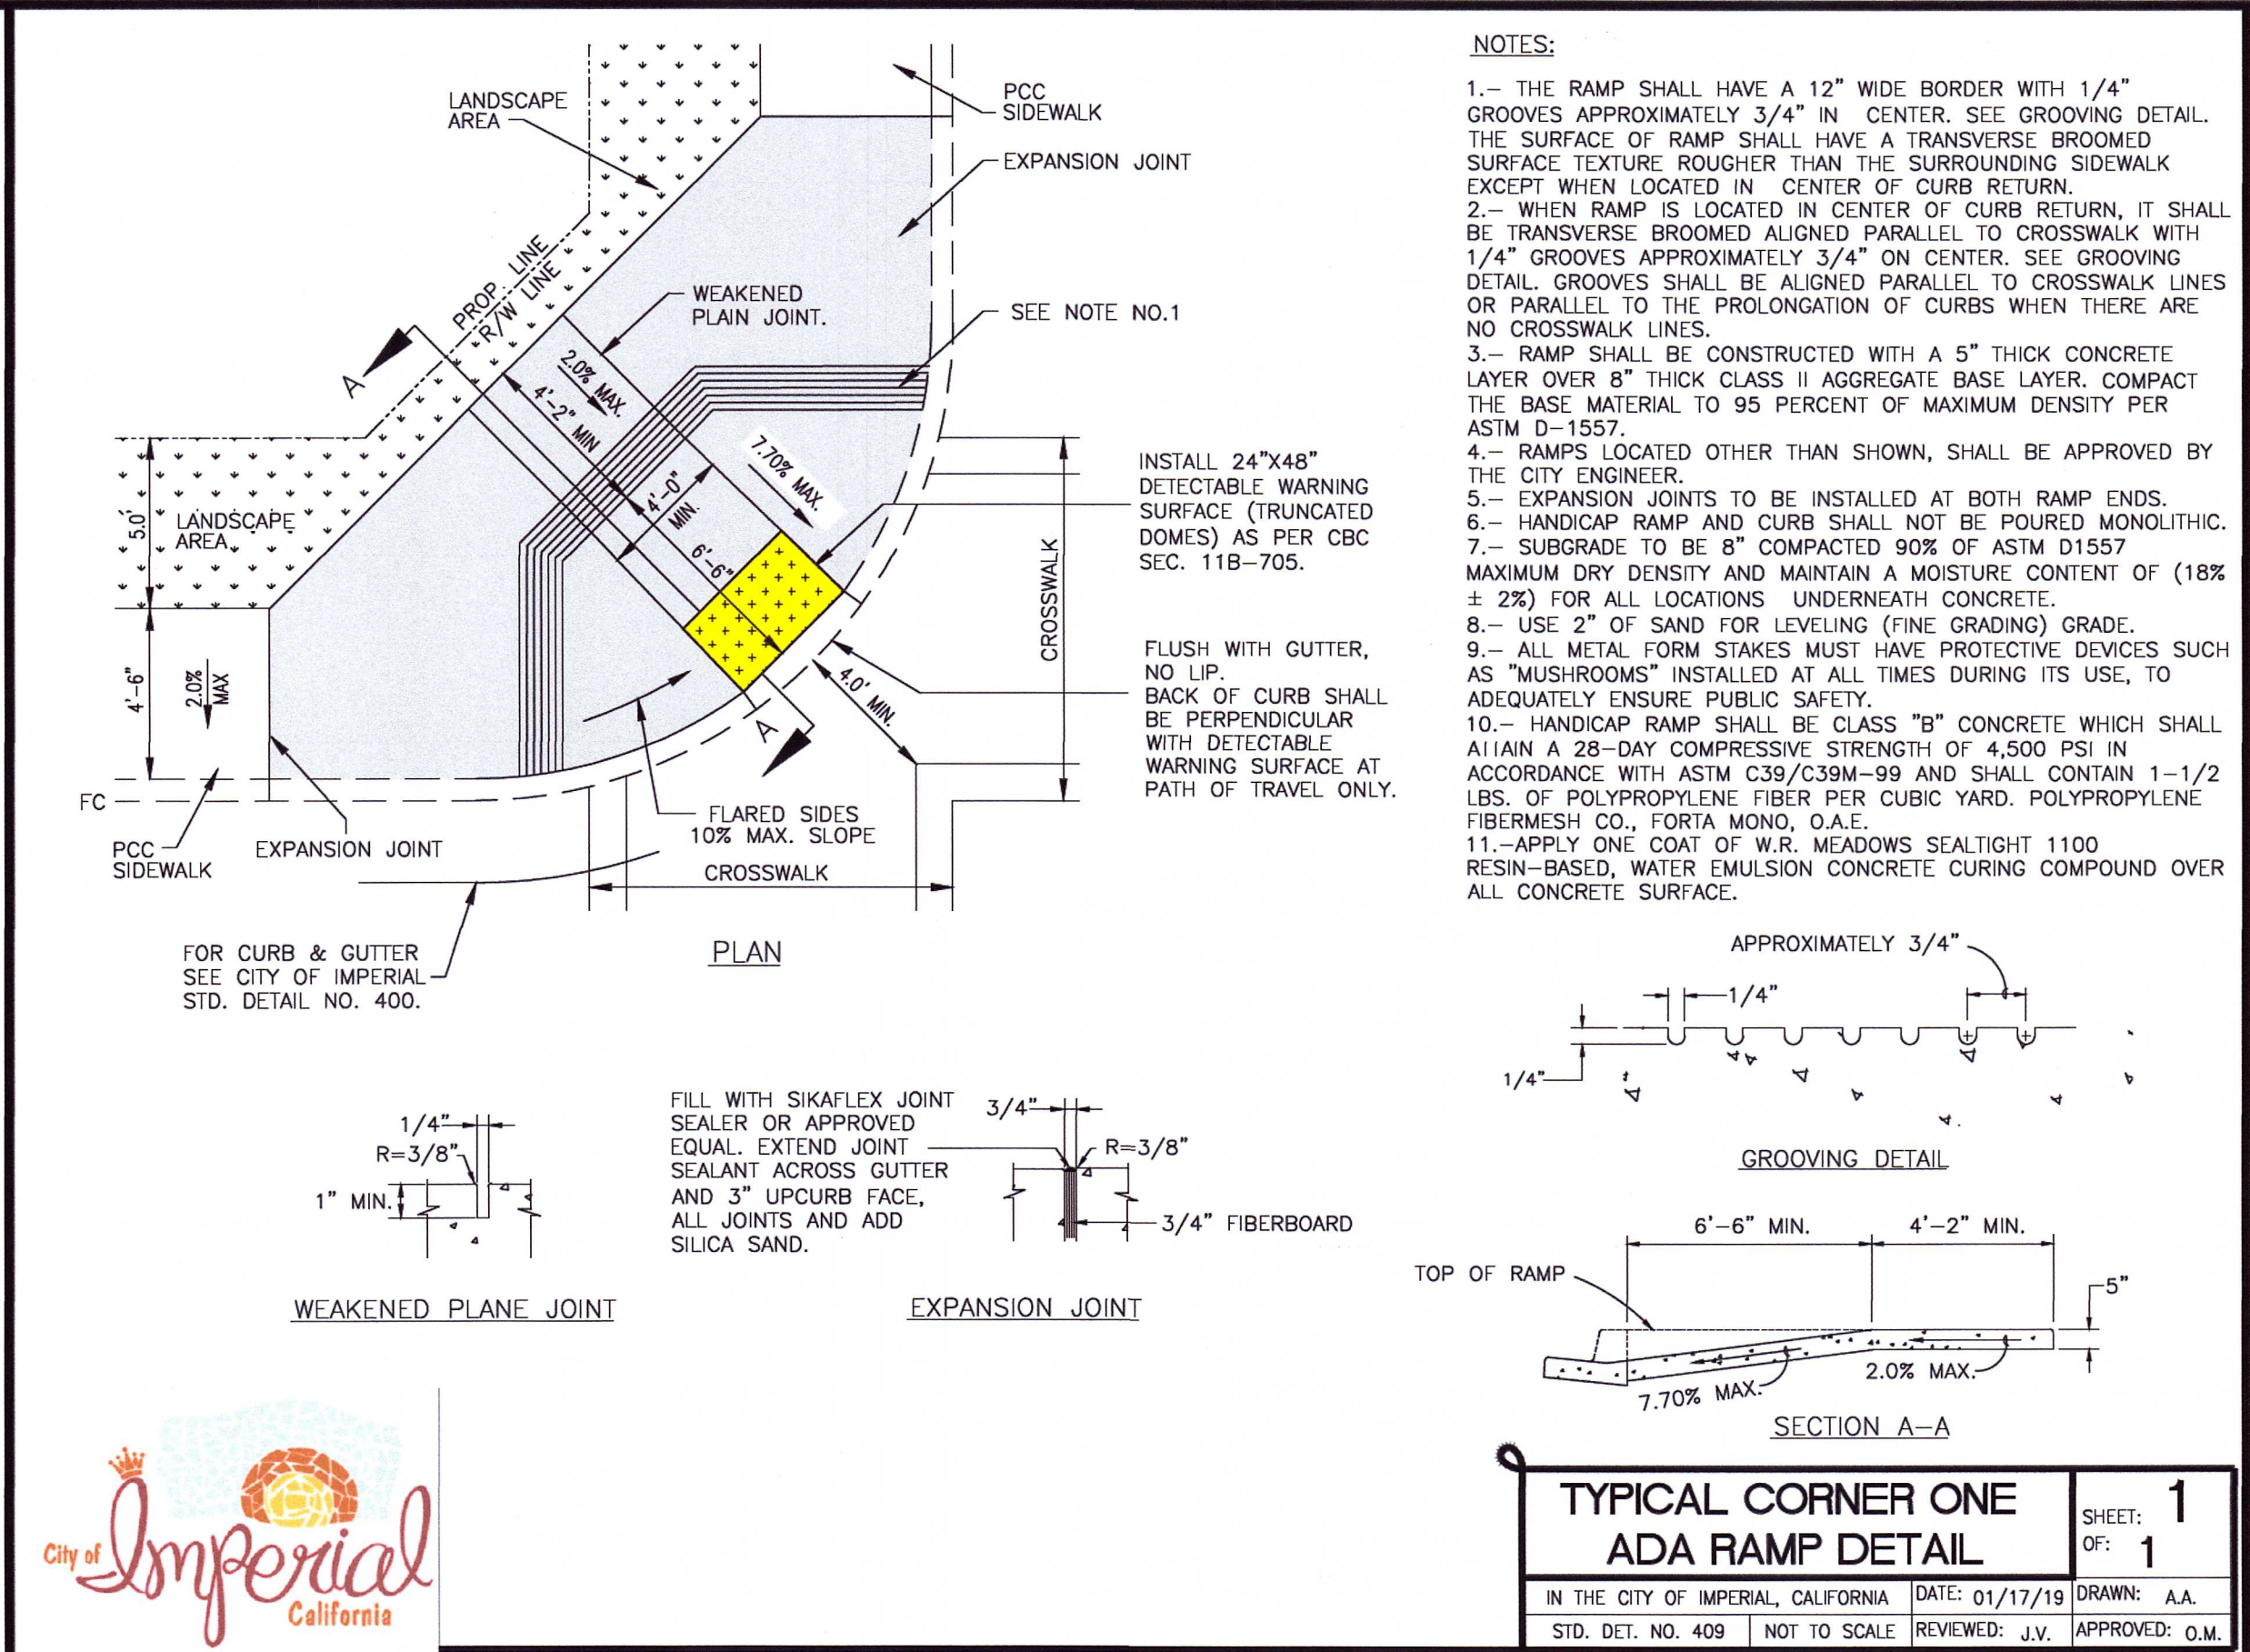 LANDSCAPE
AREA
PCC
SIDEWALK
EXPANSION JOINT
PROP. LINE
R/W LINE
WEAKENED
PLAIN JOINT.
SEE NOTE NO.1
A
2.0% MAX.
4'-2" MIN
7.70% MAX.
4'-0"
MIN.
6'-6"
INSTALL 24"X48"
DETECTABLE WARNING
SURFACE (TRUNCATED
DOMES) AS PER CBC
SEC. 11B-705.
5.0'
LANDSCAPE
AREA
4'-6"
2.0%
MAX
CROSSWALK
FLUSH WITH GUTTER,
NO LIP.
BACK OF CURB SHALL
BE PERPENDICULAR
WITH DETECTABLE
WARNING SURFACE AT
PATH OF TRAVEL ONLY.
4.0' MIN.
A
FC
PCC
SIDEWALK
EXPANSION JOINT
FLARED SIDES
10% MAX. SLOPE
CROSSWALK
FOR CURB & GUTTER
SEE CITY OF IMPERIAL
STD. DETAIL NO. 400.
PLAN
NOTES:
1.- THE RAMP SHALL HAVE A 12" WIDE BORDER WITH 1/4"
GROOVES APPROXIMATELY 3/4" IN CENTER. SEE GROOVING DETAIL.
THE SURFACE OF RAMP SHALL HAVE A TRANSVERSE BROOMED
SURFACE TEXTURE ROUGHER THAN THE SURROUNDING SIDEWALK
EXCEPT WHEN LOCATED IN CENTER OF CURB RETURN.
2.- WHEN RAMP IS LOCATED IN CENTER OF CURB RETURN, IT SHALL
BE TRANSVERSE BROOMED ALIGNED PARALLEL TO CROSSWALK WITH
1/4" GROOVES APPROXIMATELY 3/4" ON CENTER. SEE GROOVING
DETAIL. GROOVES SHALL BE ALIGNED PARALLEL TO CROSSWALK LINES
OR PARALLEL TO THE PROLONGATION OF CURBS WHEN THERE ARE
NO CROSSWALK LINES.
3.- RAMP SHALL BE CONSTRUCTED WITH A 5" THICK CONCRETE
LAYER OVER 8" THICK CLASS II AGGREGATE BASE LAYER. COMPACT
THE BASE MATERIAL TO 95 PERCENT OF MAXIMUM DENSITY PER
ASTM D-1557.
4.- RAMPS LOCATED OTHER THAN SHOWN, SHALL BE APPROVED BY
THE CITY ENGINEER.
5.- EXPANSION JOINTS TO BE INSTALLED AT BOTH RAMP ENDS.
6.- HANDICAP RAMP AND CURB SHALL NOT BE POURED MONOLITHIC.
7.- SUBGRADE TO BE 8" COMPACTED 90% OF ASTM D1557
MAXIMUM DRY DENSITY AND MAINTAIN A MOISTURE CONTENT OF (18%
± 2%) FOR ALL LOCATIONS UNDERNEATH CONCRETE.
8.- USE 2" OF SAND FOR LEVELING (FINE GRADING) GRADE.
9.- ALL METAL FORM STAKES MUST HAVE PROTECTIVE DEVICES SUCH
AS "MUSHROOMS" INSTALLED AT ALL TIMES DURING ITS USE, TO
ADEQUATELY ENSURE PUBLIC SAFETY.
10.- HANDICAP RAMP SHALL BE CLASS "B" CONCRETE WHICH SHALL
ATTAIN A 28-DAY COMPRESSIVE STRENGTH OF 4,500 PSI IN
ACCORDANCE WITH ASTM C39/C39M-99 AND SHALL CONTAIN 1-1/2
LBS. OF POLYPROPYLENE FIBER PER CUBIC YARD. POLYPROPYLENE
FIBERMESH CO., FORTA MONO, O.A.E.
11.-APPLY ONE COAT OF W.R. MEADOWS SEALTIGHT 1100
RESIN-BASED, WATER EMULSION CONCRETE CURING COMPOUND OVER
ALL CONCRETE SURFACE.
APPROXIMATELY 3/4"
1/4"
1/4"
GROOVING DETAIL
1/4"
R=3/8"
1" MIN.
WEAKENED PLANE JOINT
FILL WITH SIKAFLEX JOINT
SEALER OR APPROVED
EQUAL. EXTEND JOINT
SEALANT ACROSS GUTTER
AND 3" UPCURB FACE,
ALL JOINTS AND ADD
SILICA SAND.
3/4"
R=3/8"
3/4" FIBERBOARD
EXPANSION JOINT
6'-6" MIN.
4'-2" MIN.
TOP OF RAMP
5"
7.70% MAX.
2.0% MAX.
SECTION A-A
City of
Imperial
California
TYPICAL CORNER ONE
ADA RAMP DETAIL
SHEET: 1
OF: 1
IN THE CITY OF IMPERIAL, CALIFORNIA
DATE: 01/17/19
DRAWN: A.A.
STD. DET. NO. 409
NOT TO SCALE
REVIEWED: J.V.
APPROVED: O.M.